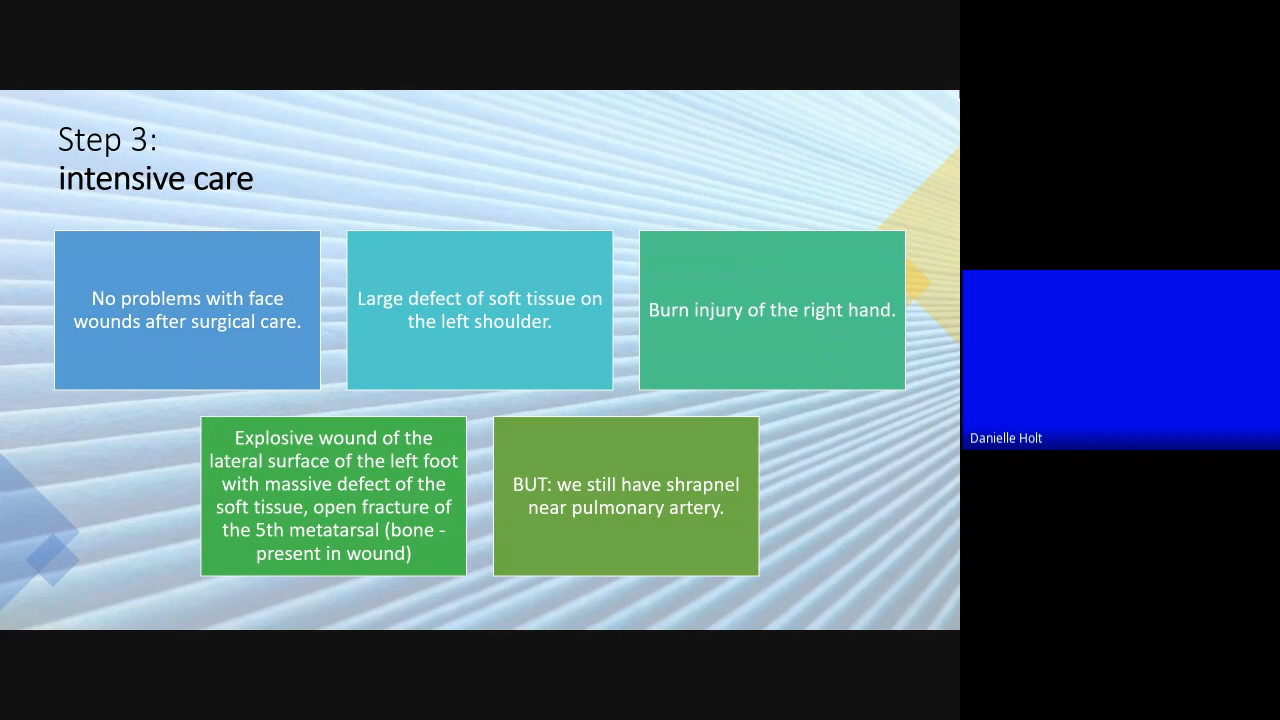 Step 3:
intensive care
No problems with face
wounds after surgical care.
Large defect of soft tissue on
the left shoulder.
Burn injury of the right hand.
Explosive wound of the
lateral surface of the left foot
with massive defect of the
soft tissue, open fracture of
the 5th metatarsal (bone -
present in wound)
BUT: we still have shrapnel
near pulmonary artery.
Danielle Holt